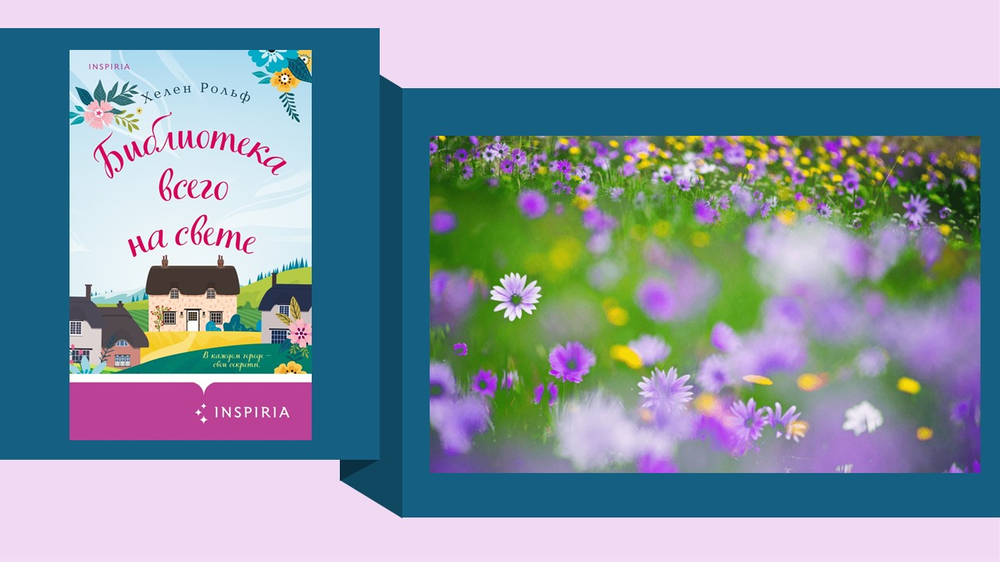 INSPIRIA
Хелен Рольф
Библиотека
всего
на свете
В каждом городе –
свои секреты.
INSPIRIA